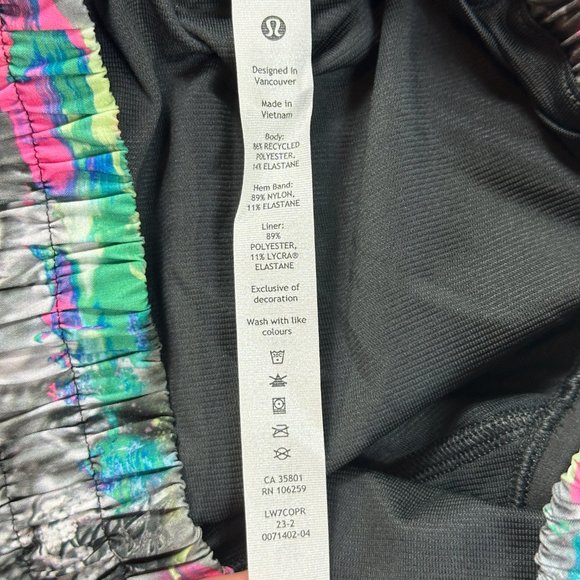 Designed in
Vancouver
Made in
Vietnam
Body:
86% RECYCLED
POLYESTER,
14% ELASTANE
Hem Band:
89% NYLON,
11% ELASTANE
Liner:
89%
POLYESTER,
11% LYCRA®
ELASTANE
Exclusive of
decoration
Wash with like
colours
CA 35801
RN 106259
LW7COPR
23-2
0071402-04